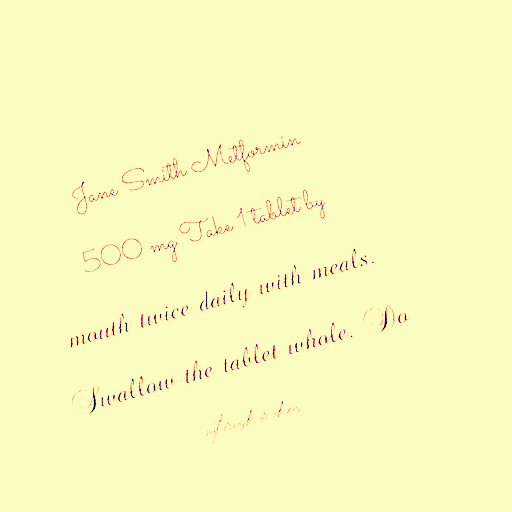 Jane Smith Metformin
500 mg Take 1 tablet by
mouth twice daily with meals.
Swallow the tablet whole. Do